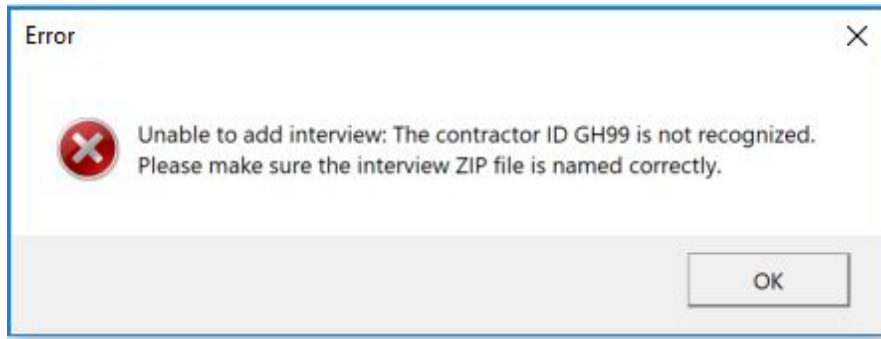 Error
Unable to add interview: The contractor ID GH99 is not recognized.
Please make sure the interview ZIP file is named correctly.
OK